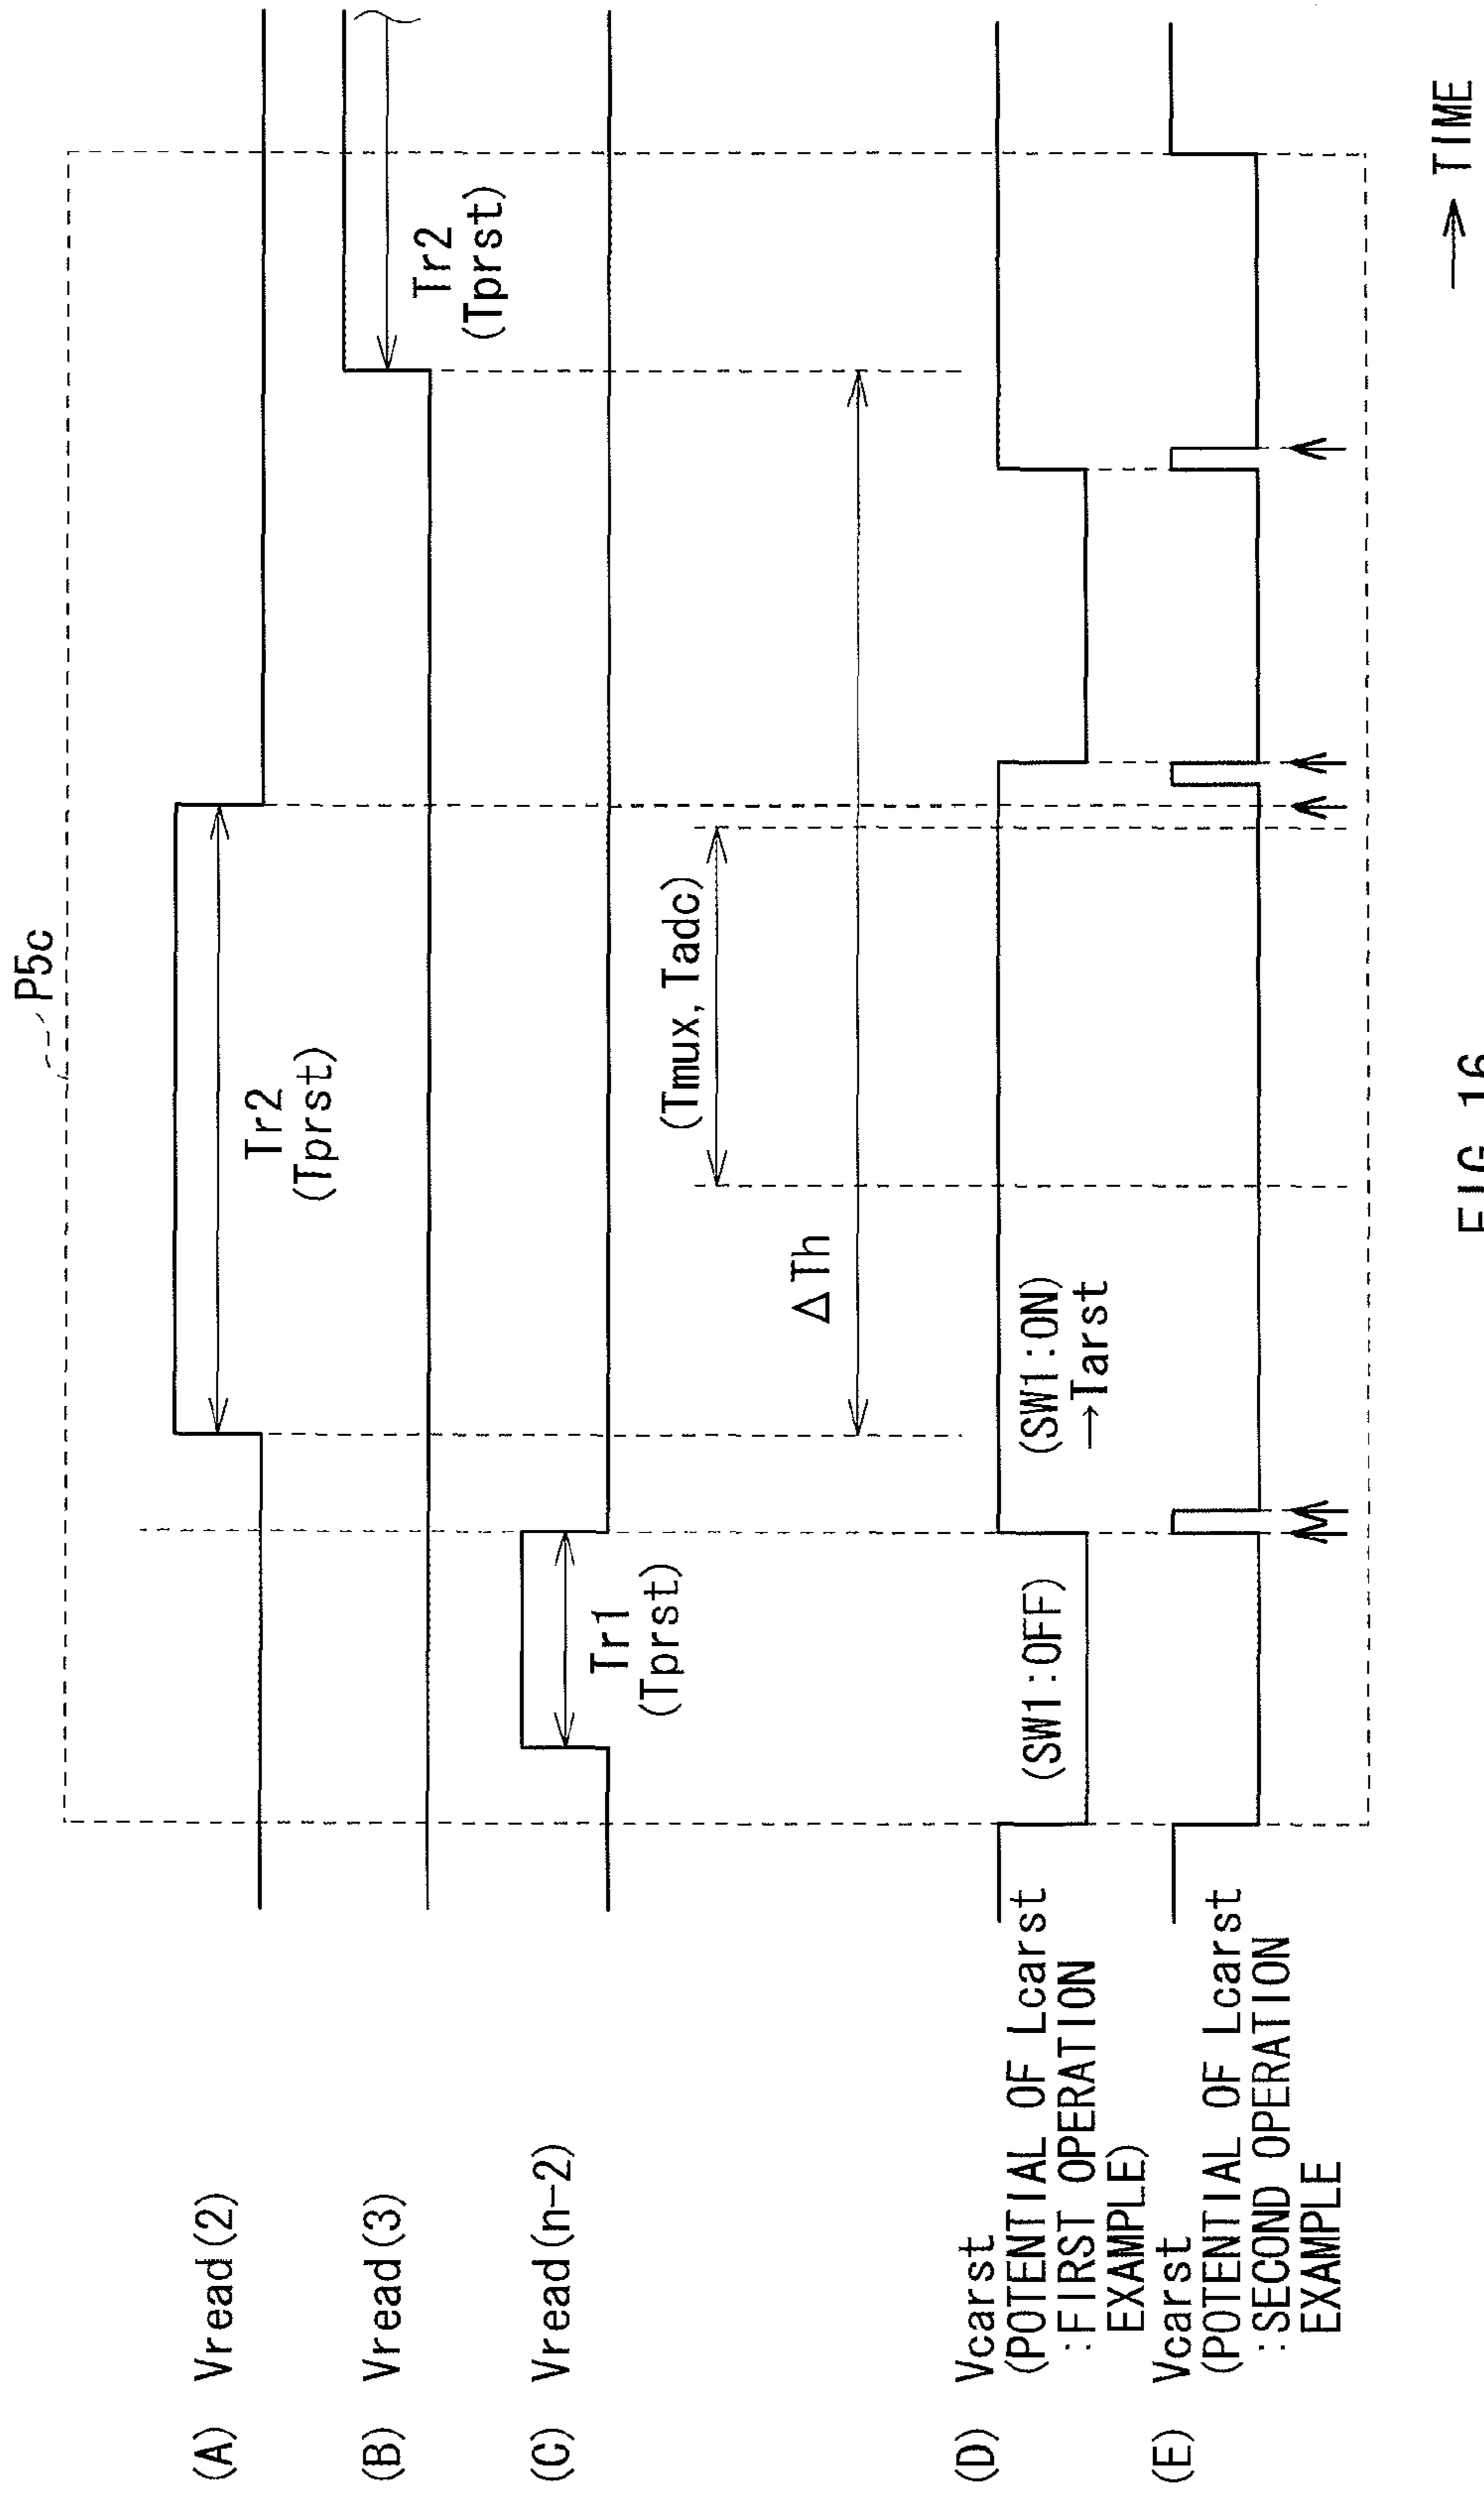 P5c
(A) Vread(2)
Tr2
(Tprst)
(B) Vread(3)
Tr2
(Tprst)
(C) Vread(n-2)
Tr1
(Tprst)
(Tmux, Tadc)
ΔTh
(D) Vcarst
(POTENTIAL OF Lcarst
:FIRST OPERATION
EXAMPLE)
(SW1:OFF)
(SW1:ON)
→Tarst
(E) Vcarst
(POTENTIAL OF Lcarst
:SECOND OPERATION
EXAMPLE
→ TIME
FIG. 16